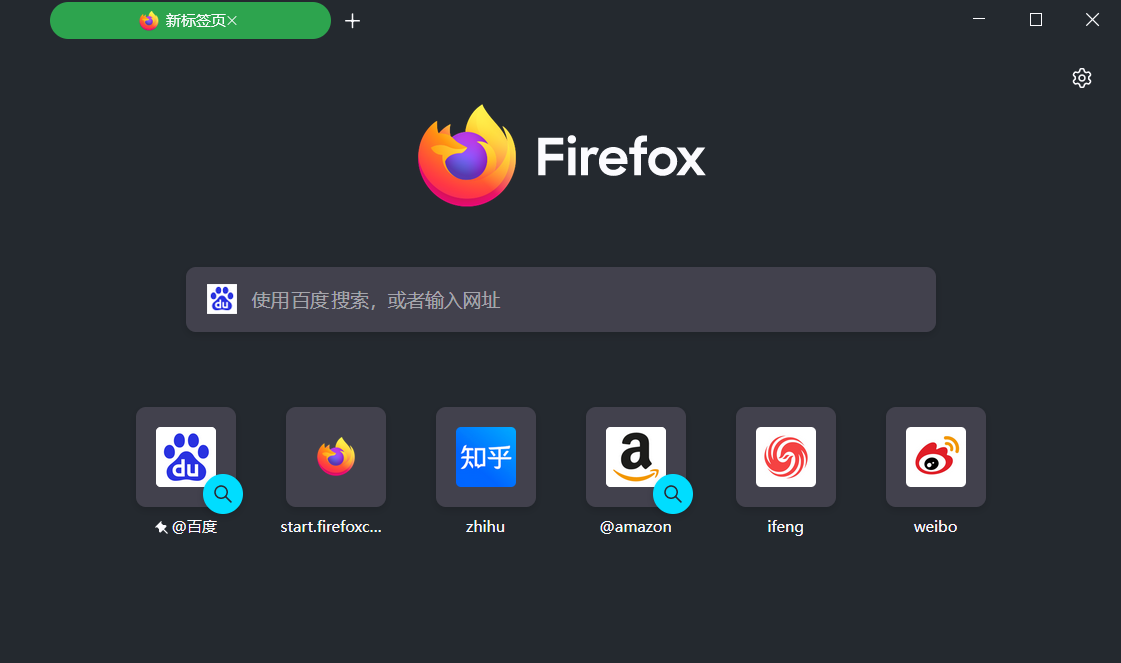 新标签页
Firefox
du 使用百度搜索，或者输入网址
du
知乎
a
@百度
start.firefoxc...
zhihu
@amazon
ifeng
weibo